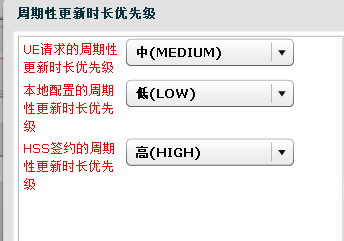 周期性更新时长优先级
UE请求的周期性
更新时长优先级
中(MEDIUM)
本地配置的周期
性更新时长优先
级
低(LOW)
HSS签约的周期
性更新时长优先
级
高(HIGH)